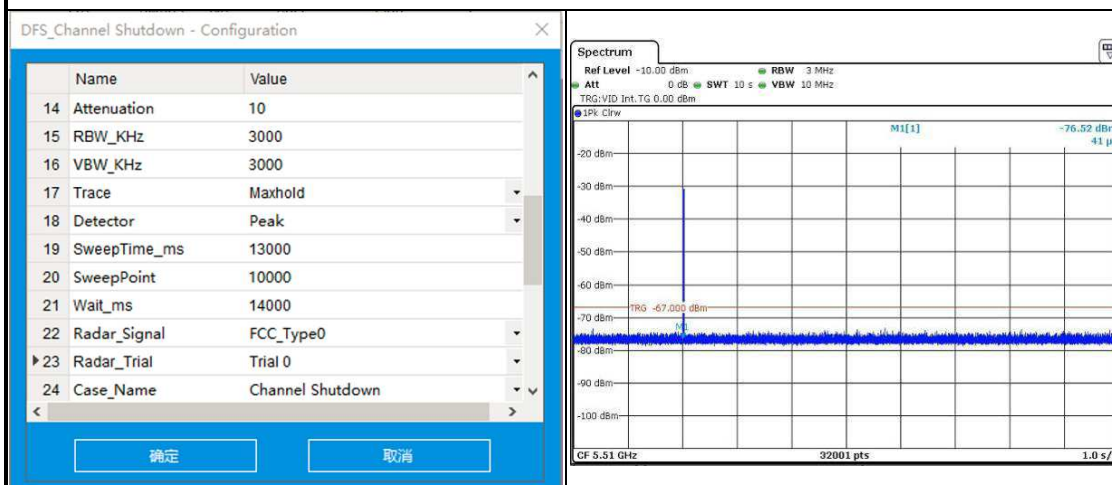 DFS_Channel Shutdown - Configuration
Name Value
14 Attenuation 10
15 RBW_KHz 3000
16 VBW_KHz 3000
17 Trace Maxhold
18 Detector Peak
19 SweepTime_ms 13000
20 SweepPoint 10000
21 Wait_ms 14000
22 Radar_Signal FCC_Type0
23 Radar_Trial Trial 0
24 Case_Name Channel Shutdown
确定 取消
Spectrum
Ref Level -10.00 dBm RBW 3 MHz
Att 0 dB SWT 10 s VBW 10 MHz
TRG:VID Int.TG 0.00 dBm
1Pk Clrw
M1[1] -76.52 dBm
41 µ
-20 dBm
-30 dBm
-40 dBm
-50 dBm
-60 dBm
TRG -67.000 dBm
-70 dBm
M1
-80 dBm
-90 dBm
-100 dBm
CF 5.51 GHz 32001 pts 1.0 s/